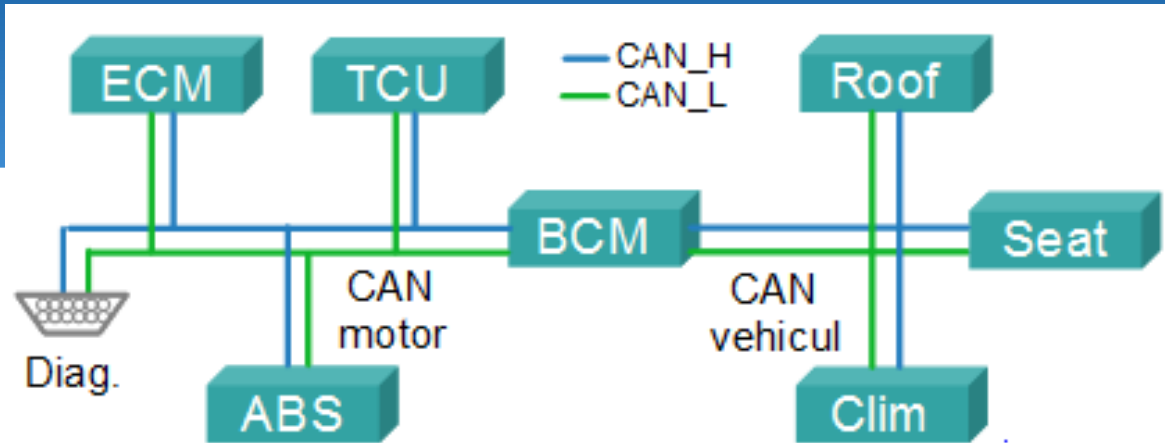 ECM
TCU
CAN_H
CAN_L
Roof
BCM
Seat
CAN
motor
CAN
vehicul
Diag.
ABS
Clim